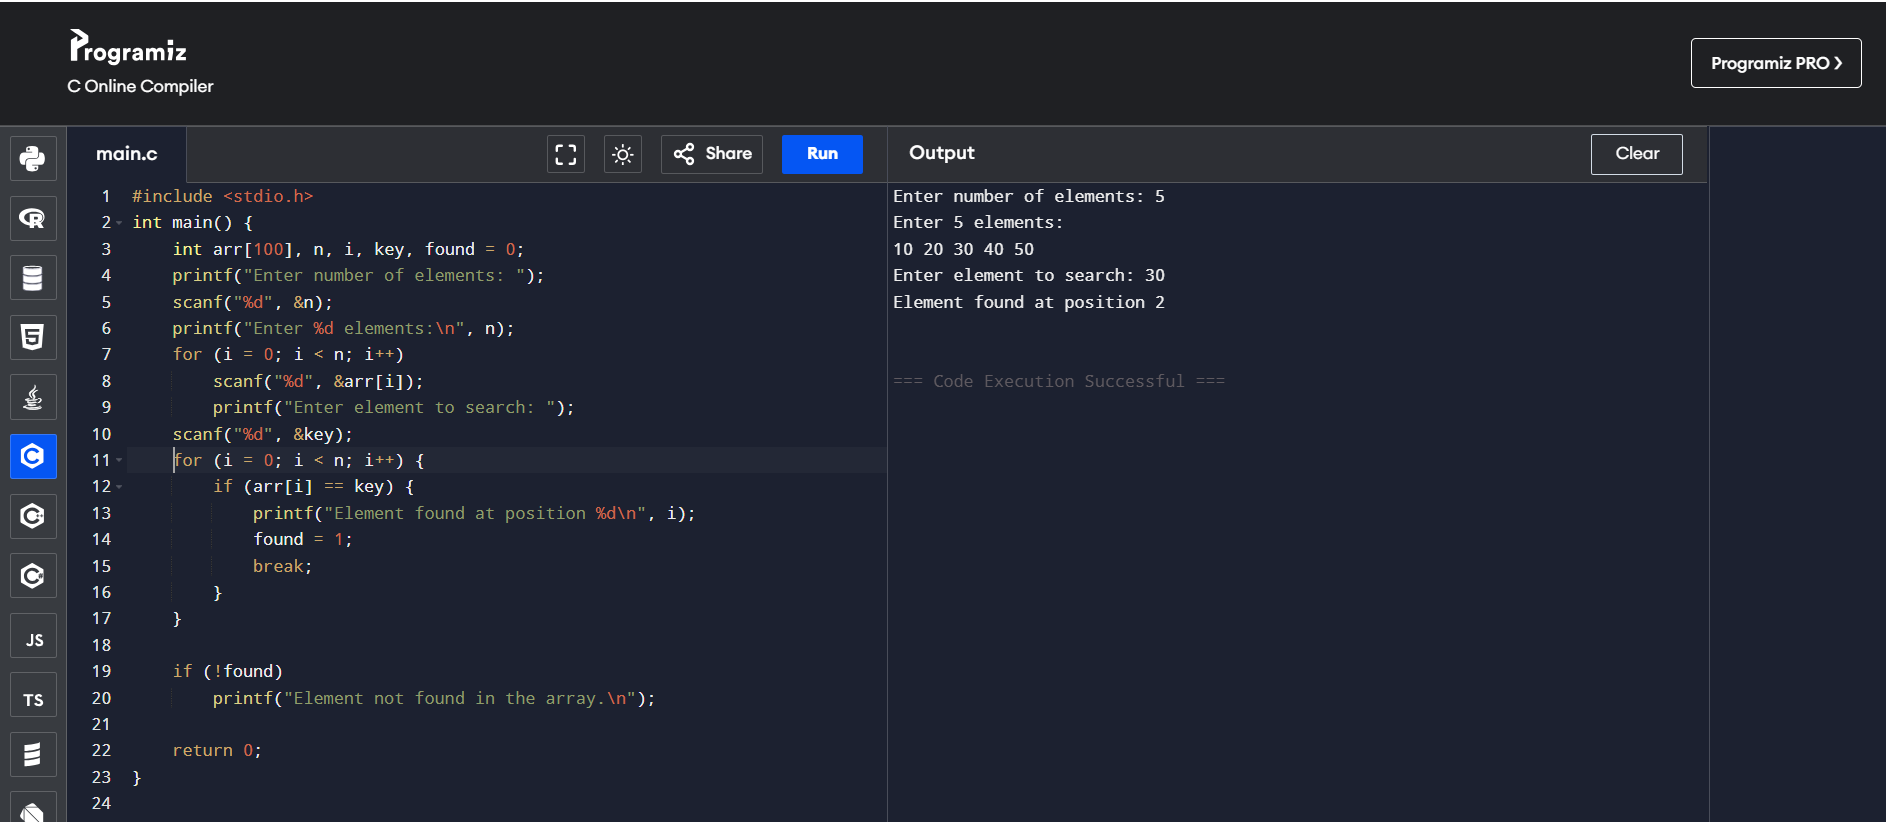 Programiz
C Online Compiler
Programiz PRO ❯
main.c
Share
Run
Output
Clear
1 #include <stdio.h>
2 int main() {
3     int arr[100], n, i, key, found = 0;
4     printf("Enter number of elements: ");
5     scanf("%d", &n);
6     printf("Enter %d elements:\n", n);
7     for (i = 0; i < n; i++)
8         scanf("%d", &arr[i]);
9         printf("Enter element to search: ");
10     scanf("%d", &key);
11     for (i = 0; i < n; i++) {
12         if (arr[i] == key) {
13             printf("Element found at position %d\n", i);
14             found = 1;
15             break;
16         }
17     }
18
19     if (!found)
20         printf("Element not found in the array.\n");
21
22     return 0;
23 }
24
Enter number of elements: 5
Enter 5 elements:
10 20 30 40 50
Enter element to search: 30
Element found at position 2
=== Code Execution Successful ===
JS
TS